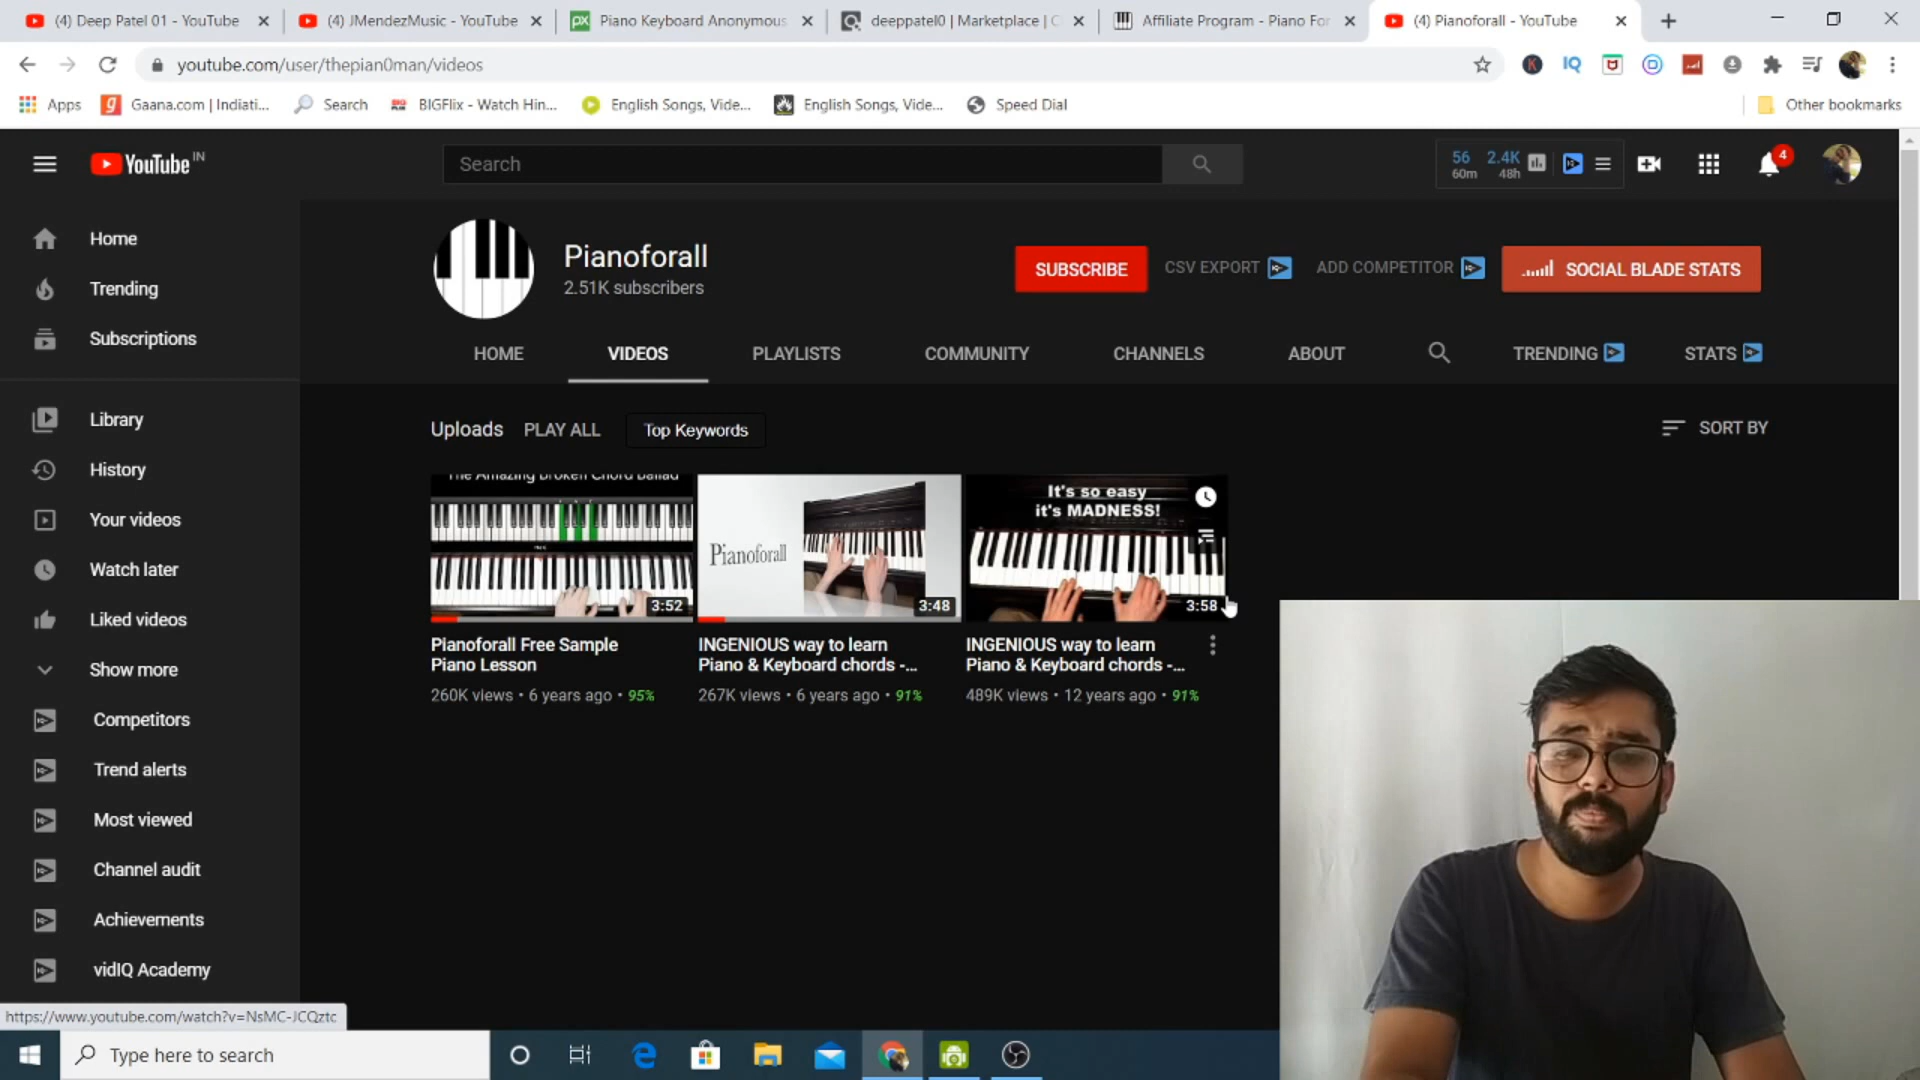 (4) Deep Patel 01 - YouTube
(4) JMendezMusic - YouTube
Piano Keyboard Anonymous
deeppatel0 | Marketplace |
Affiliate Program - Piano For
(4) Pianoforall - YouTube
youtube.com/user/thepian0man/videos
Apps
Gaana.com | Indiati...
Search
BIGFlix - Watch Hin...
English Songs, Vide...
English Songs, Vide...
Speed Dial
Other bookmarks
YouTube IN
Search
56 2.4K
60m 48h
4
Home
Trending
Subscriptions
Library
History
Your videos
Watch later
Liked videos
Show more
Competitors
Trend alerts
Most viewed
Channel audit
Achievements
vidIQ Academy
Pianoforall
2.51K subscribers
SUBSCRIBE
CSV EXPORT
ADD COMPETITOR
SOCIAL BLADE STATS
HOME
VIDEOS
PLAYLISTS
COMMUNITY
CHANNELS
ABOUT
TRENDING
STATS
Uploads
PLAY ALL
Top Keywords
SORT BY
The Amazing Broken Chord Ballad
3:52
Pianoforall
3:48
It's so easy
it's MADNESS!
3:58
Pianoforall Free Sample
Piano Lesson
260K views • 6 years ago • 95%
INGENIOUS way to learn
Piano & Keyboard chords -...
267K views • 6 years ago • 91%
INGENIOUS way to learn
Piano & Keyboard chords -...
489K views • 12 years ago • 91%
https://www.youtube.com/watch?v=NsMC-JCQztc
Type here to search